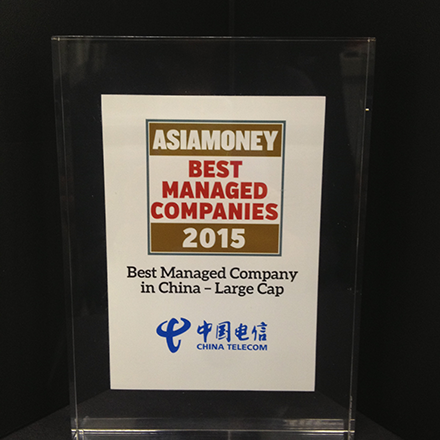 ASIAMONEY
BEST
MANAGED
COMPANIES
2015
Best Managed Company
in China – Large Cap
中国电信
CHINA TELECOM